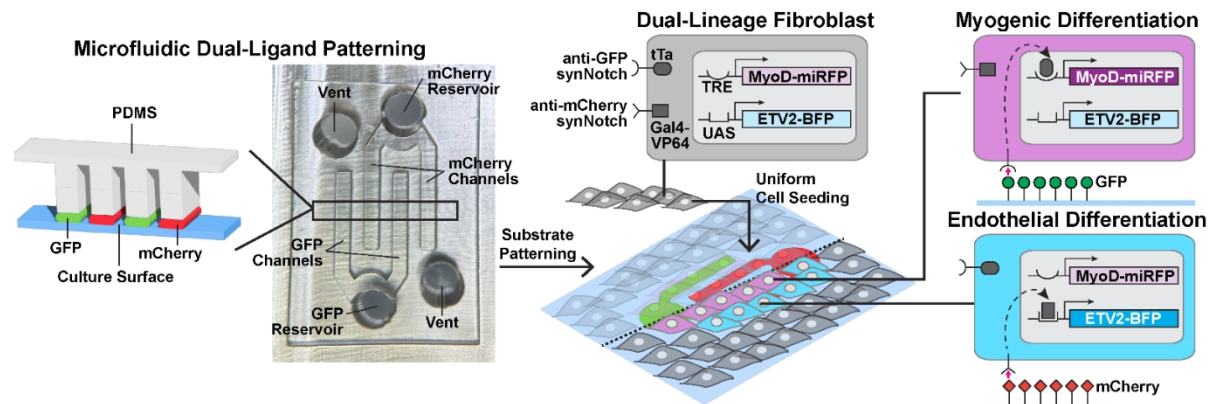 Microfluidic Dual-Ligand Patterning
PDMS
GFP
mCherry
Culture Surface
Vent
mCherry
Reservoir
mCherry
Channels
GFP
Channels
GFP
Reservoir
Vent
Substrate
Patterning
Dual-Lineage Fibroblast
anti-GFP
synNotch
tTa
anti-mCherry
synNotch
Gal4-
VP64
TRE
MyoD-miRFP
UAS
ETV2-BFP
Uniform
Cell Seeding
Myogenic Differentiation
MyoD-miRFP
ETV2-BFP
GFP
Endothelial Differentiation
MyoD-miRFP
ETV2-BFP
mCherry